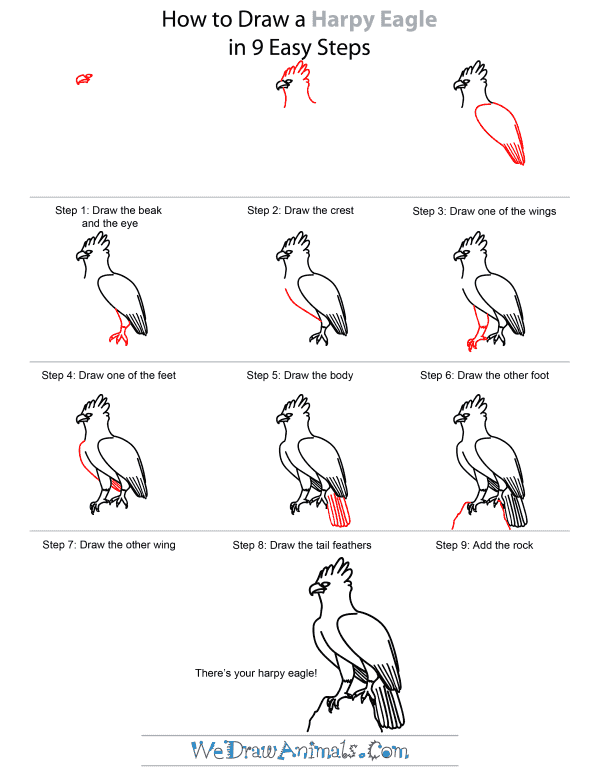 How to Draw a Harpy Eagle
in 9 Easy Steps
Step 1: Draw the beak
and the eye
Step 2: Draw the crest
Step 3: Draw one of the wings
Step 4: Draw one of the feet
Step 5: Draw the body
Step 6: Draw the other foot
Step 7: Draw the other wing
Step 8: Draw the tail feathers
Step 9: Add the rock
There's your harpy eagle!
WeDrawAnimals.Com